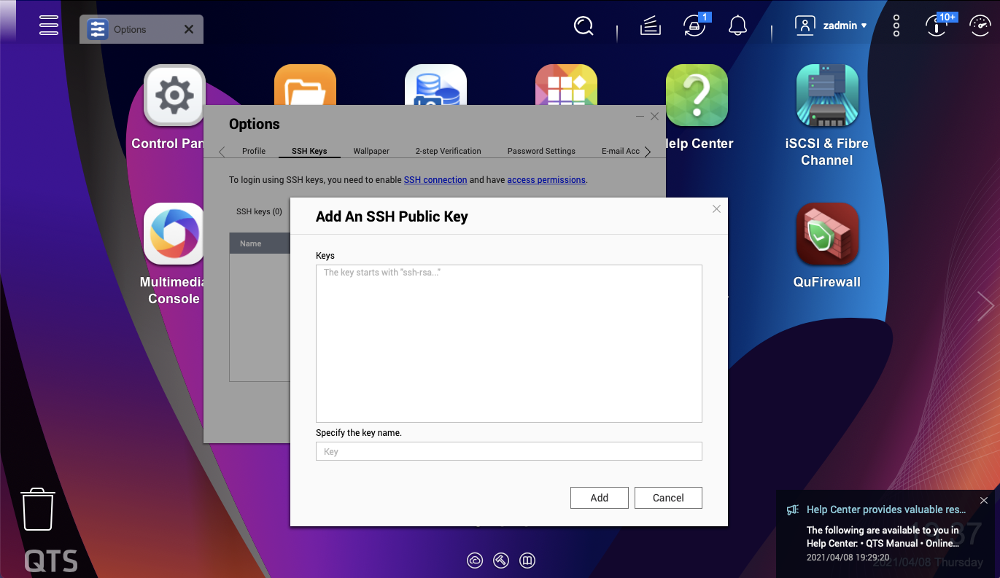 Options
1
zadmin
10+
Control Pan
Help Center
iSCSI & Fibre
Channel
Options
Profile
SSH Keys
Wallpaper
2-step Verification
Password Settings
E-mail Acc
To login using SSH keys, you need to enable SSH connection and have access permissions.
SSH keys (0)
Name
Add An SSH Public Key
Keys
The key starts with "ssh-rsa..."
Specify the key name.
Key
Add
Cancel
Multimedia
Console
QuFirewall
QTS
Help Center provides valuable res...
The following are available to you in
Help Center: • QTS Manual • Online...
2021/04/08 19:29:20
2021/04/08 Thursday